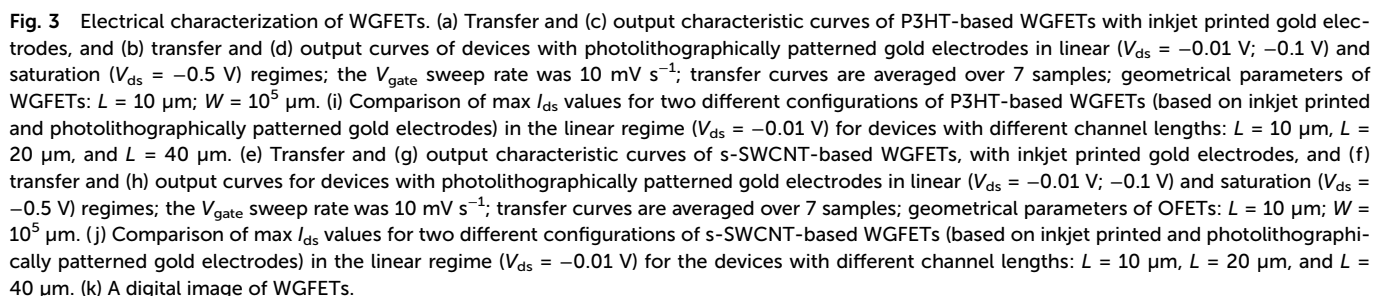 Fig. 3 Electrical characterization of WGFETs. (a) Transfer and (c) output characteristic curves of P3HT-based WGFETs with inkjet printed gold elec-
trodes, and (b) transfer and (d) output curves of devices with photolithographically patterned gold electrodes in linear (Vds = −0.01 V; −0.1 V) and
saturation (Vds = −0.5 V) regimes; the Vgate sweep rate was 10 mV s⁻¹; transfer curves are averaged over 7 samples; geometrical parameters of
WGFETs: L = 10 μm; W = 10⁵ μm. (i) Comparison of max Ids values for two different configurations of P3HT-based WGFETs (based on inkjet printed
and photolithographically patterned gold electrodes) in the linear regime (Vds = −0.01 V) for devices with different channel lengths: L = 10 μm, L =
20 μm, and L = 40 μm. (e) Transfer and (g) output characteristic curves of s-SWCNT-based WGFETs, with inkjet printed gold electrodes, and (f)
transfer and (h) output curves for devices with photolithographically patterned gold electrodes in linear (Vds = −0.01 V; −0.1 V) and saturation (Vds =
−0.5 V) regimes; the Vgate sweep rate was 10 mV s⁻¹; transfer curves are averaged over 7 samples; geometrical parameters of OFETs: L = 10 μm; W =
10⁵ μm. (j) Comparison of max Ids values for two different configurations of s-SWCNT-based WGFETs (based on inkjet printed and photolithographi-
cally patterned gold electrodes) in the linear regime (Vds = −0.01 V) for the devices with different channel lengths: L = 10 μm, L = 20 μm, and L =
40 μm. (k) A digital image of WGFETs.